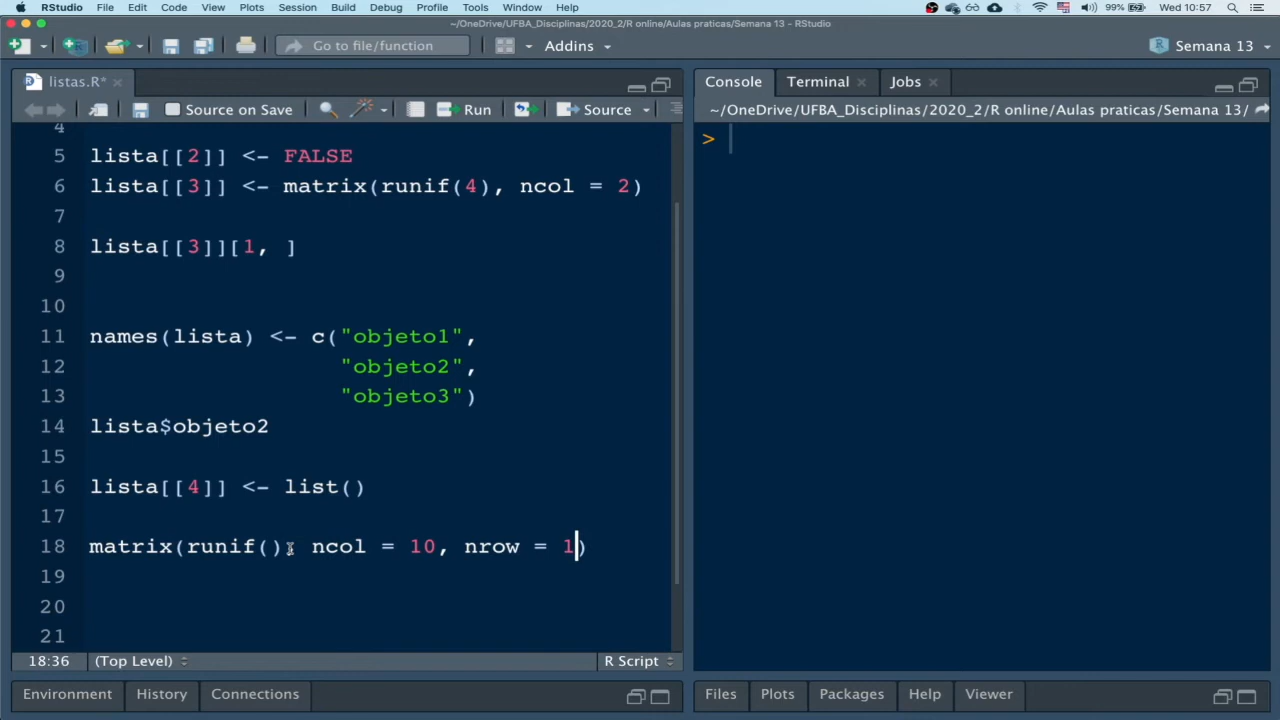 RStudio File Edit Code View Plots Session Build Debug Profile Tools Window Help 99% Wed 10:57
~/OneDrive/UFBA_Disciplinas/2020_2/R online/Aulas praticas/Semana 13 - RStudio
Go to file/function Addins Semana 13
listas.R* Console Terminal Jobs
Source on Save Run Source ~/OneDrive/UFBA_Disciplinas/2020_2/R online/Aulas praticas/Semana 13/
4
5 lista[[2]] <- FALSE
6 lista[[3]] <- matrix(runif(4), ncol = 2)
7
8 lista[[3]][1, ]
9
10
11 names(lista) <- c("objeto1",
12 "objeto2",
13 "objeto3")
14 lista$objeto2
15
16 lista[[4]] <- list()
17
18 matrix(runif(), ncol = 10, nrow = 1)
19
20
21
>
18:36 (Top Level) R Script
Environment History Connections Files Plots Packages Help Viewer